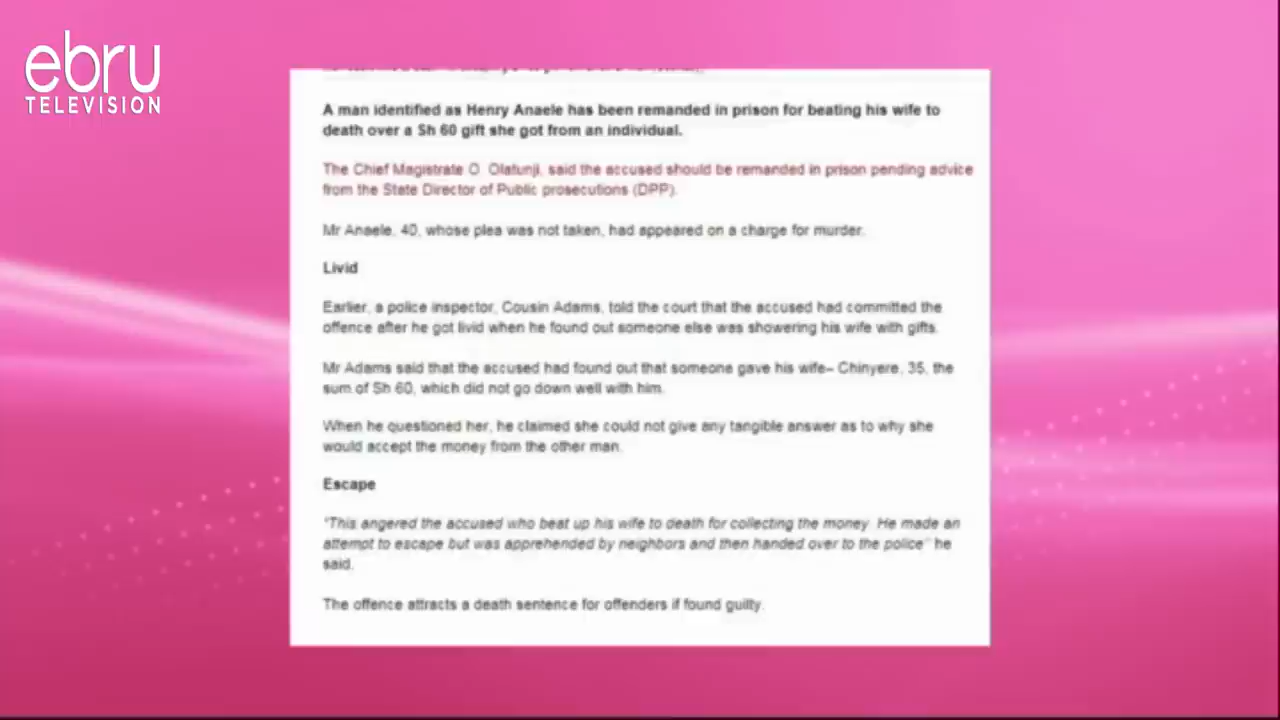 ebru
TELEVISION
A man identified as Henry Anaele has been remanded in prison for beating his wife to
death over a Sh 60 gift she got from an individual.
The Chief Magistrate O. Olatunji, said the accused should be remanded in prison pending advice
from the State Director of Public prosecutions (DPP).
Mr Anaele, 40, whose plea was not taken, had appeared on a charge for murder.
Livid
Earlier, a police inspector, Cousin Adams, told the court that the accused had committed the
offence after he got livid when he found out someone else was showering his wife with gifts.
Mr Adams said that the accused had found out that someone gave his wife– Chinyere, 35, the
sum of Sh 60, which did not go down well with him.
When he questioned her, he claimed she could not give any tangible answer as to why she
would accept the money from the other man.
Escape
"This angered the accused who beat up his wife to death for collecting the money. He made an
attempt to escape but was apprehended by neighbors and then handed over to the police" he
said.
The offence attracts a death sentence for offenders if found guilty.